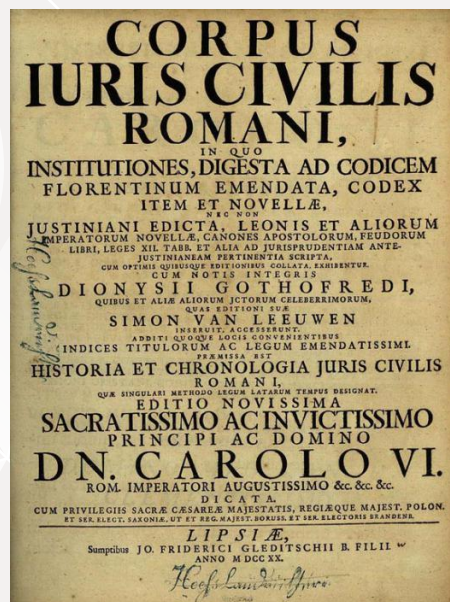 CORPUS
IURIS CIVILIS
ROMANI,
IN QUO
INSTITUTIONES, DIGESTA AD CODICEM
FLORENTINUM EMENDATA, CODEX
ITEM ET NOVELLÆ,
NEC NON
JUSTINIANI EDICTA, LEONIS ET ALIORUM
IMPERATORUM NOVELLÆ, CANONES APOSTOLORUM, FEUDORUM
LIBRI, LEGES XII. TABB. ET ALIA AD JURISPRUDENTIAM ANTE-
JUSTINIANEAM PERTINENTIA SCRIPTA,
CUM OPTIMIS QUIBUSQUE EDITIONIBUS COLLATA, EXHIBENTUR.
CUM NOTIS INTEGRIS
DIONYSII GOTHOFREDI,
QUIBUS ET ALIÆ ALIORUM JCTORUM CELEBERRIMORUM,
QUAS EDITIONI SUÆ
SIMON VAN LEEUWEN
INSERUIT, ACCESSERUNT.
ADDITI QUOQUE LOCIS CONVENIENTIBUS
INDICES TITULORUM AC LEGUM EMENDATISSIMI.
PRÆMISSA EST
HISTORIA ET CHRONOLOGIA JURIS CIVILIS
ROMANI,
QUÆ SINGULARI METHODO LEGUM LATARUM TEMPUS DESIGNAT.
EDITIO NOVISSIMA
SACRATISSIMO AC INVICTISSIMO
PRINCIPI AC DOMINO
DN. CAROLO VI.
ROM. IMPERATORI AUGUSTISSIMO &c. &c. &c.
DICATA.
CUM PRIVILEGIIS SACRÆ CÆSAREÆ MAJESTATIS, REGIÆQUE MAJEST. POLON.
ET SER. ELECT. SAXONIÆ, UT ET REG. MAJEST. BORUSS. ET SER. ELECTORIS BRANDENB.
LIPSIÆ,
Sumptibus JO. FRIDERICI GLEDITSCHII B. FILII.
ANNO M DCC XX.